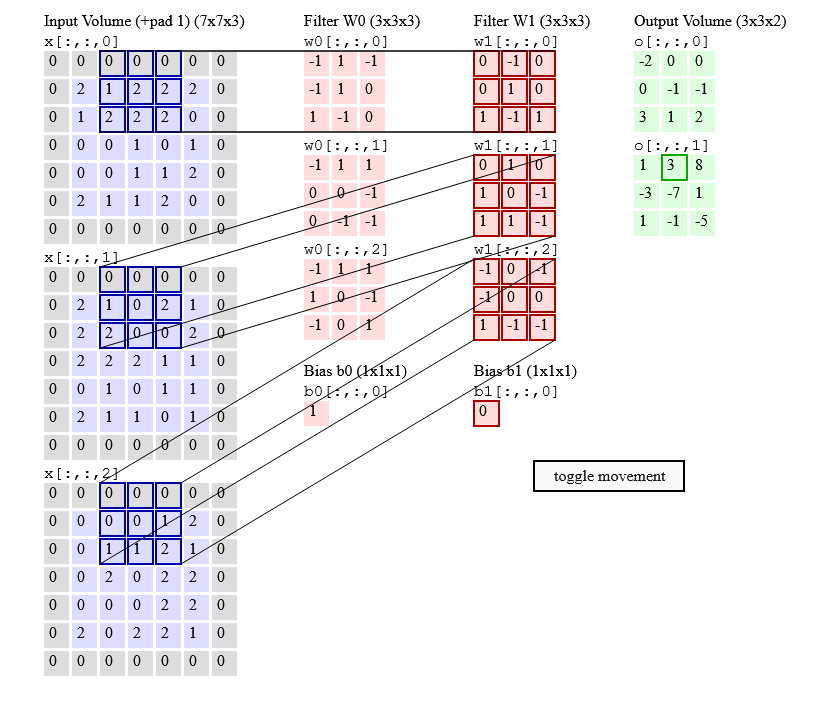 Input Volume (+pad 1) (7x7x3)
x[:,:,0]
0 0 0 0 0 0 0
0 2 1 2 2 2 0
0 1 2 2 2 0 0
0 0 0 1 0 1 0
0 0 0 1 1 2 0
0 2 1 1 2 0 0
0 0 0 0 0 0 0
x[:,:,1]
0 0 0 0 0 0 0
0 2 1 0 2 1 0
0 2 2 0 0 2 0
0 2 2 2 1 1 0
0 0 1 0 1 1 0
0 2 1 1 0 1 0
0 0 0 0 0 0 0
x[:,:,2]
0 0 0 0 0 0 0
0 0 0 0 1 2 0
0 0 1 1 2 1 0
0 0 2 0 2 2 0
0 0 0 0 2 2 0
0 2 0 2 2 1 0
0 0 0 0 0 0 0
Filter W0 (3x3x3)
w0[:,:,0]
-1 1 -1
-1 1 0
1 -1 0
w0[:,:,1]
-1 1 1
0 0 -1
0 -1 -1
w0[:,:,2]
-1 1 1
1 0 -1
-1 0 1
Bias b0 (1x1x1)
b0[:,:,0]
1
Filter W1 (3x3x3)
w1[:,:,0]
0 -1 0
0 1 0
1 -1 1
w1[:,:,1]
0 1 0
1 0 -1
1 1 -1
w1[:,:,2]
-1 0 -1
-1 0 0
1 -1 -1
Bias b1 (1x1x1)
b1[:,:,0]
0
Output Volume (3x3x2)
o[:,:,0]
-2 0 0
0 -1 -1
3 1 2
o[:,:,1]
1 3 8
-3 -7 1
1 -1 -5
toggle movement